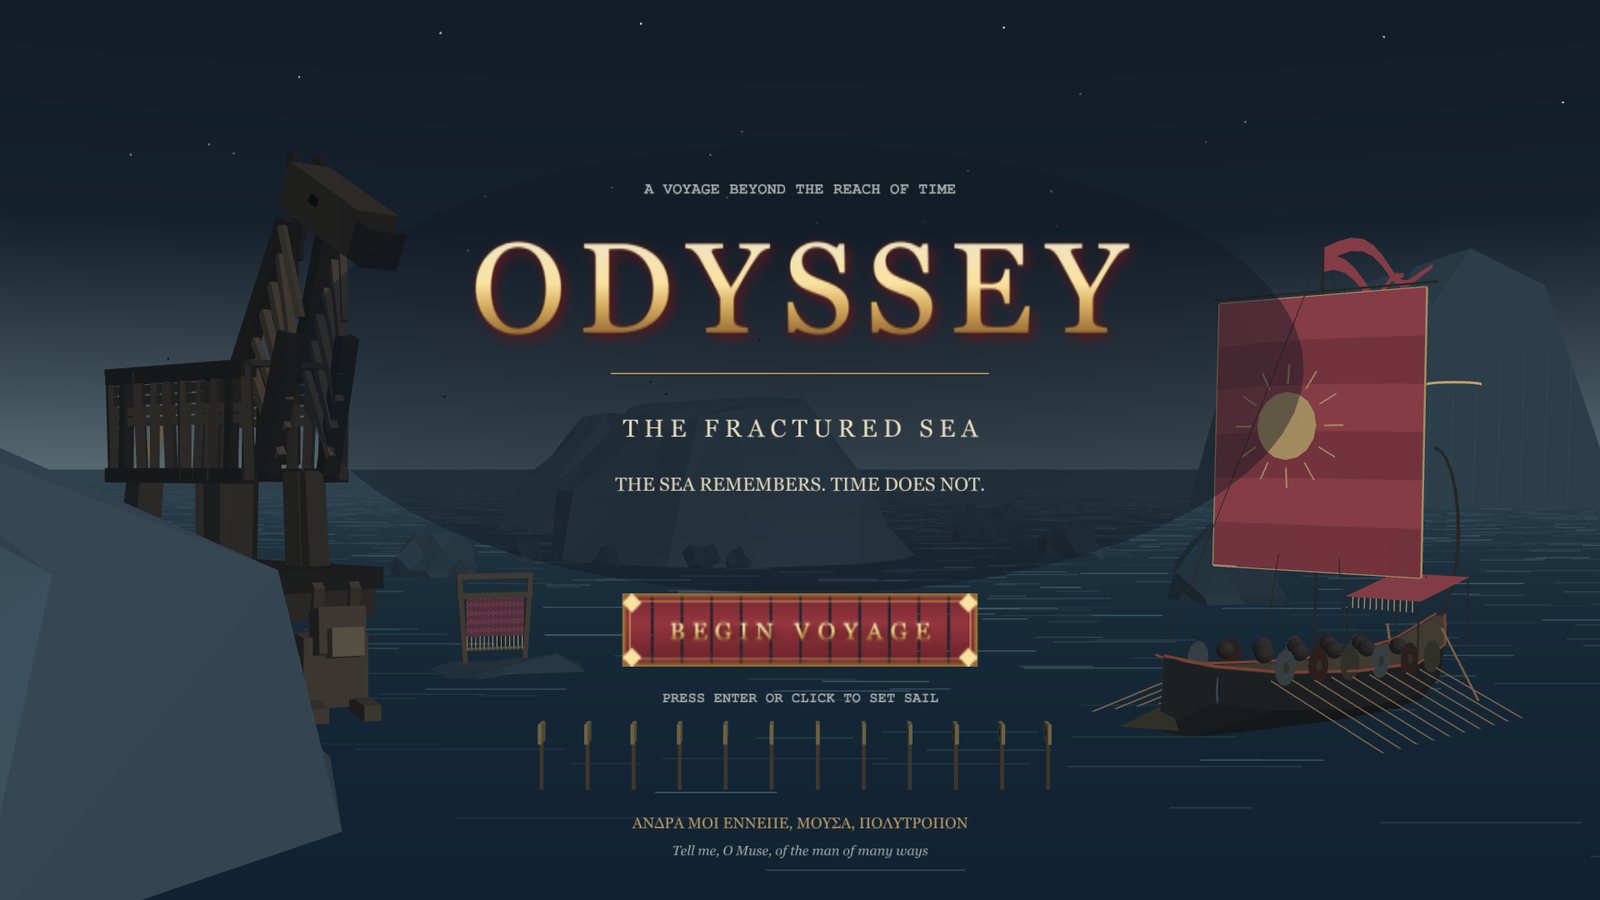 A VOYAGE BEYOND THE REACH OF TIME
ODYSSEY
THE FRACTURED SEA
THE SEA REMEMBERS. TIME DOES NOT.
BEGIN VOYAGE
PRESS ENTER OR CLICK TO SET SAIL
ΑΝΔΡΑ ΜΟΙ ΕΝΝΕΠΕ, ΜΟΥΣΑ, ΠΟΛΥΤΡΟΠΟΝ
Tell me, O Muse, of the man of many ways